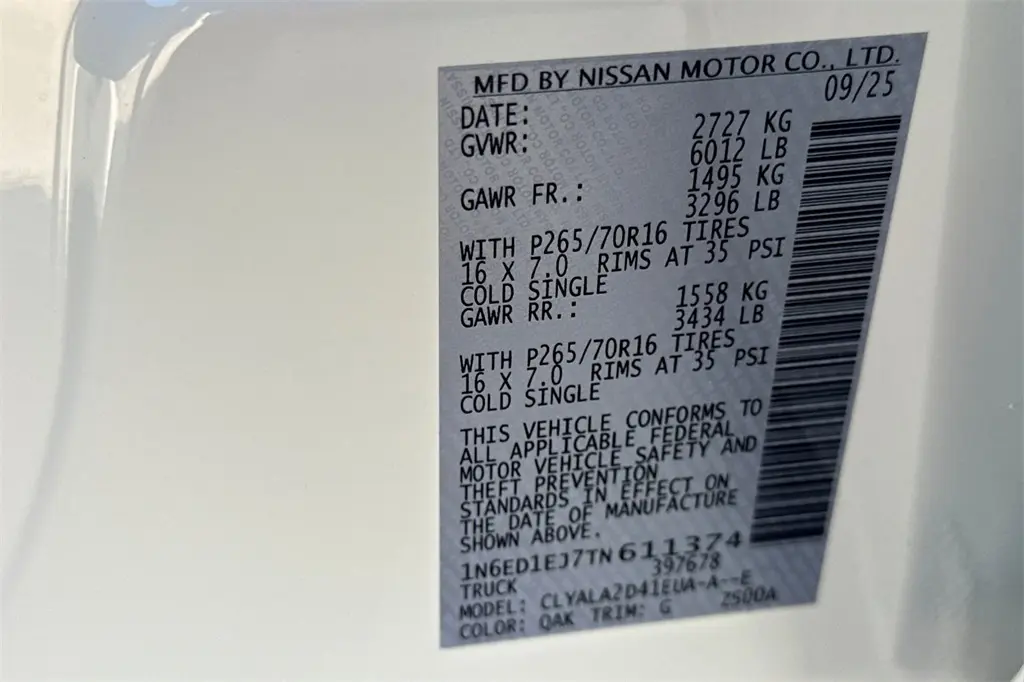 MFD BY NISSAN MOTOR CO., LTD.
DATE: 09/25
GVWR: 2727 KG
6012 LB
GAWR FR.: 1495 KG
3296 LB
WITH P265/70R16 TIRES
16 X 7.0 RIMS AT 35 PSI
COLD SINGLE
GAWR RR.: 1558 KG
3434 LB
WITH P265/70R16 TIRES
16 X 7.0 RIMS AT 35 PSI
COLD SINGLE
THIS VEHICLE CONFORMS TO
ALL APPLICABLE FEDERAL
MOTOR VEHICLE SAFETY AND
THEFT PREVENTION
STANDARDS IN EFFECT ON
THE DATE OF MANUFACTURE
SHOWN ABOVE.
1N6ED1EJ7TN611374
TRUCK 397678
MODEL: CLYALA2D41EUA-A--E
COLOR: QAK TRIM: G